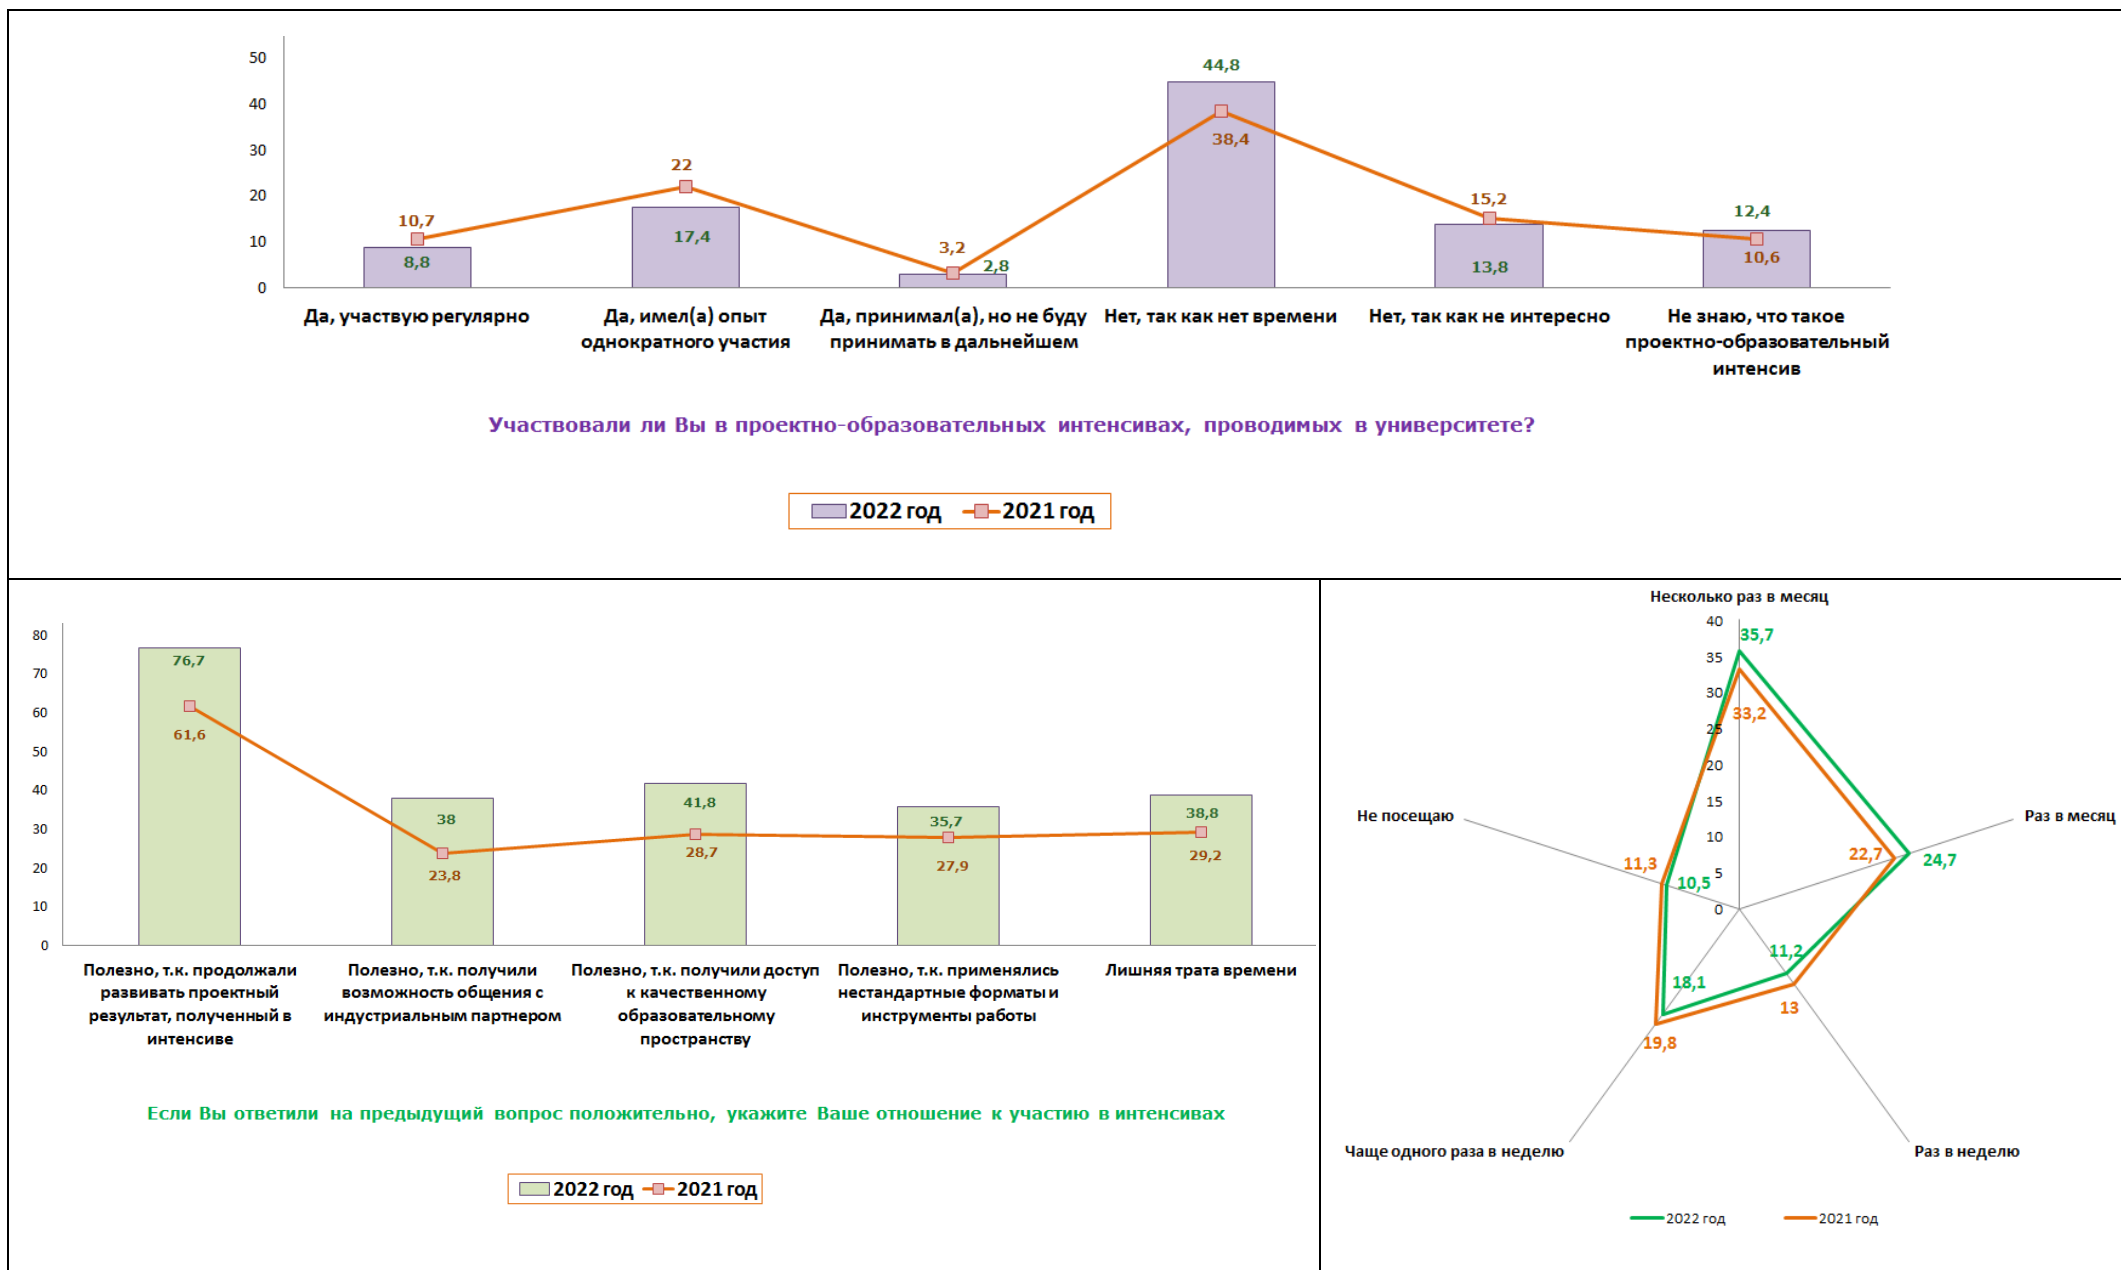 50
40
30
20
10
0
44,8
38,4
22
17,4
10,7
8,8
3,2
2,8
15,2
13,8
12,4
10,6
Да, участвую регулярно
Да, имел(а) опыт
однократного участия
Да, принимал(а), но не буду
принимать в дальнейшем
Нет, так как нет времени
Нет, так как не интересно
Не знаю, что такое
проектно-образовательный
интенсив
Участвовали ли Вы в проектно-образовательных интенсивах, проводимых в университете?
2022 год
2021 год
80
70
60
50
40
30
20
10
0
76,7
61,6
38
23,8
41,8
28,7
35,7
27,9
38,8
29,2
Полезно, т.к. продолжали
развивать проектный
результат, полученный в
интенсиве
Полезно, т.к. получили
возможность общения с
индустриальным партнером
Полезно, т.к. получили доступ
к качественному
образовательному
пространству
Полезно, т.к. применялись
нестандартные форматы и
инструменты работы
Лишняя трата времени
Если Вы ответили на предыдущий вопрос положительно, укажите Ваше отношение к участию в интенсивах
2022 год
2021 год
Несколько раз в месяц
40
35
30
25
20
15
10
5
0
35,7
33,2
Раз в месяц
22,7
24,7
Не посещаю
11,3
10,5
11,2
13
18,1
19,8
Чаще одного раза в неделю
Раз в неделю
2022 год
2021 год